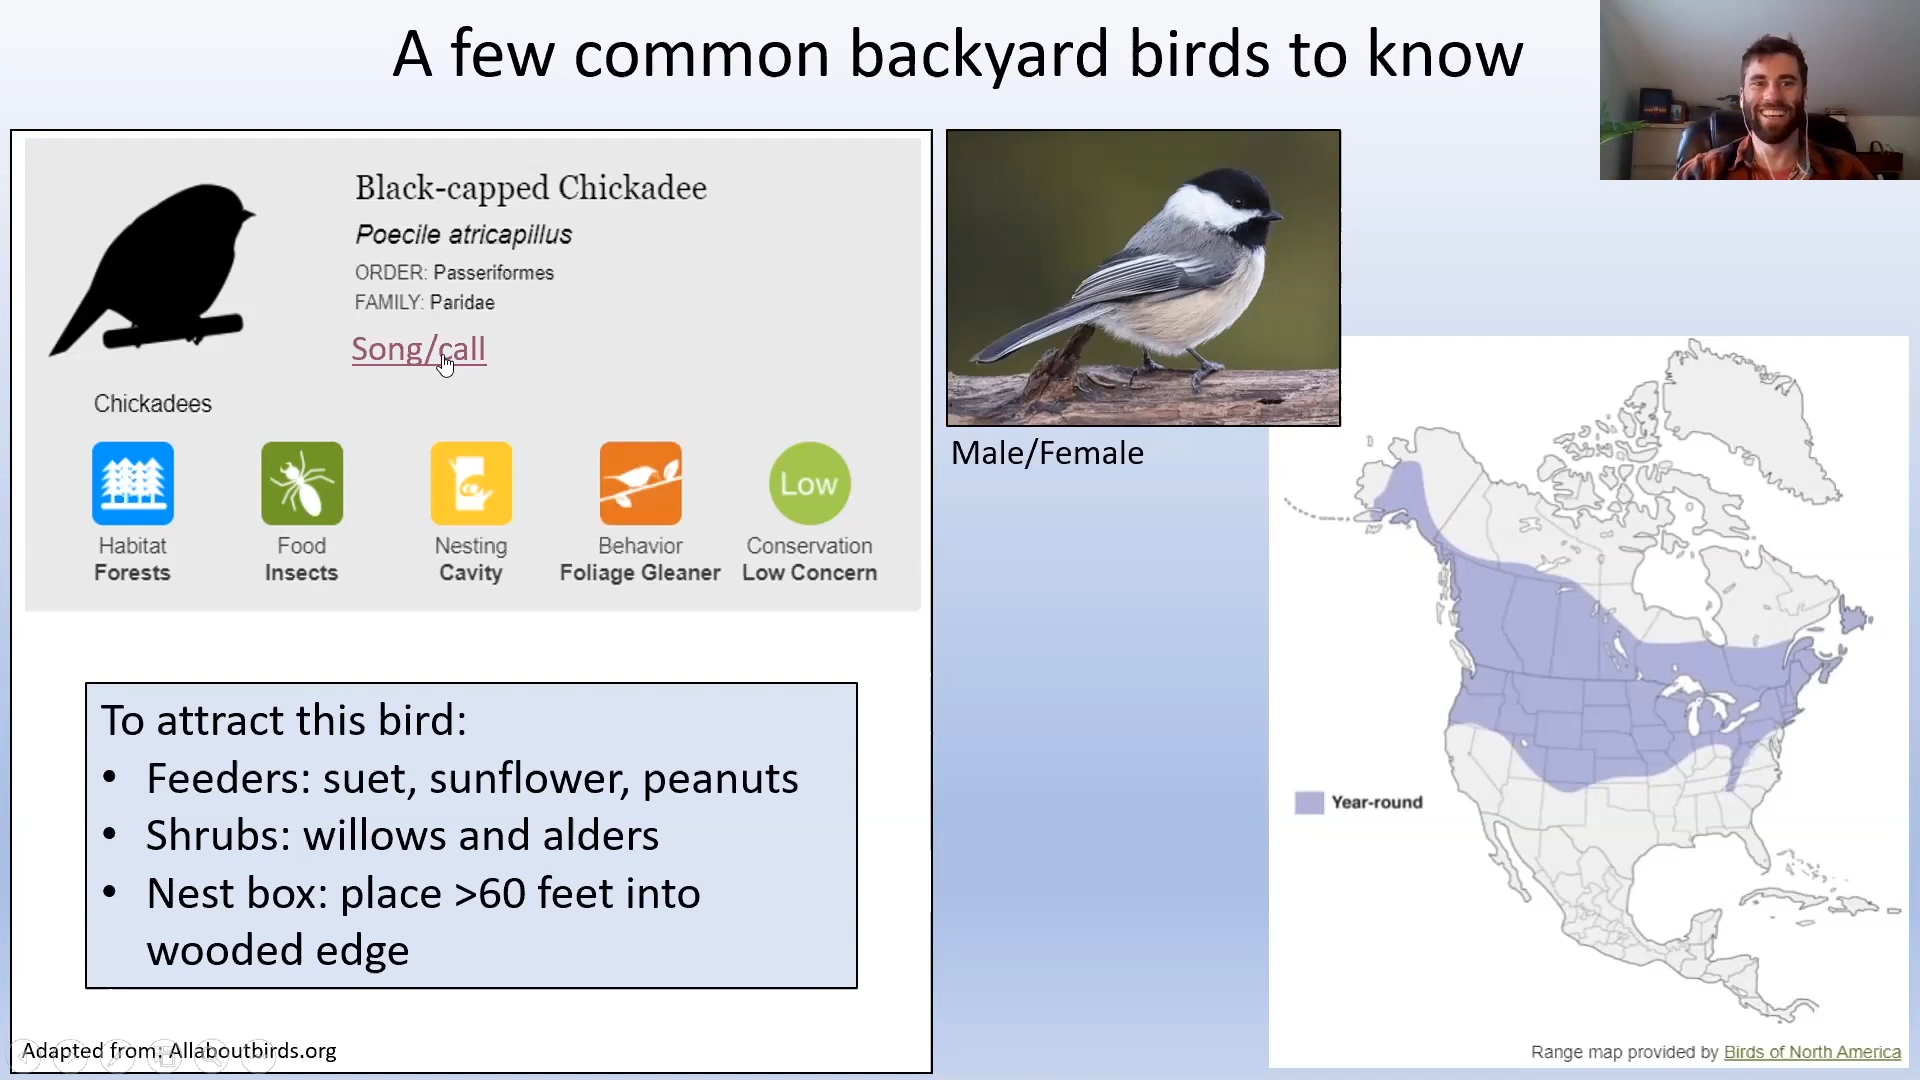 A few common backyard birds to know
Black-capped Chickadee
Poecile atricapillus
ORDER: Passeriformes
FAMILY: Paridae
Song/call
Chickadees
Low
Habitat
Forests
Food
Insects
Nesting
Cavity
Behavior
Foliage Gleaner
Conservation
Low Concern
To attract this bird:
• Feeders: suet, sunflower, peanuts
• Shrubs: willows and alders
• Nest box: place >60 feet into
wooded edge
Adapted from: Allaboutbirds.org
Male/Female
Year-round
Range map provided by Birds of North America